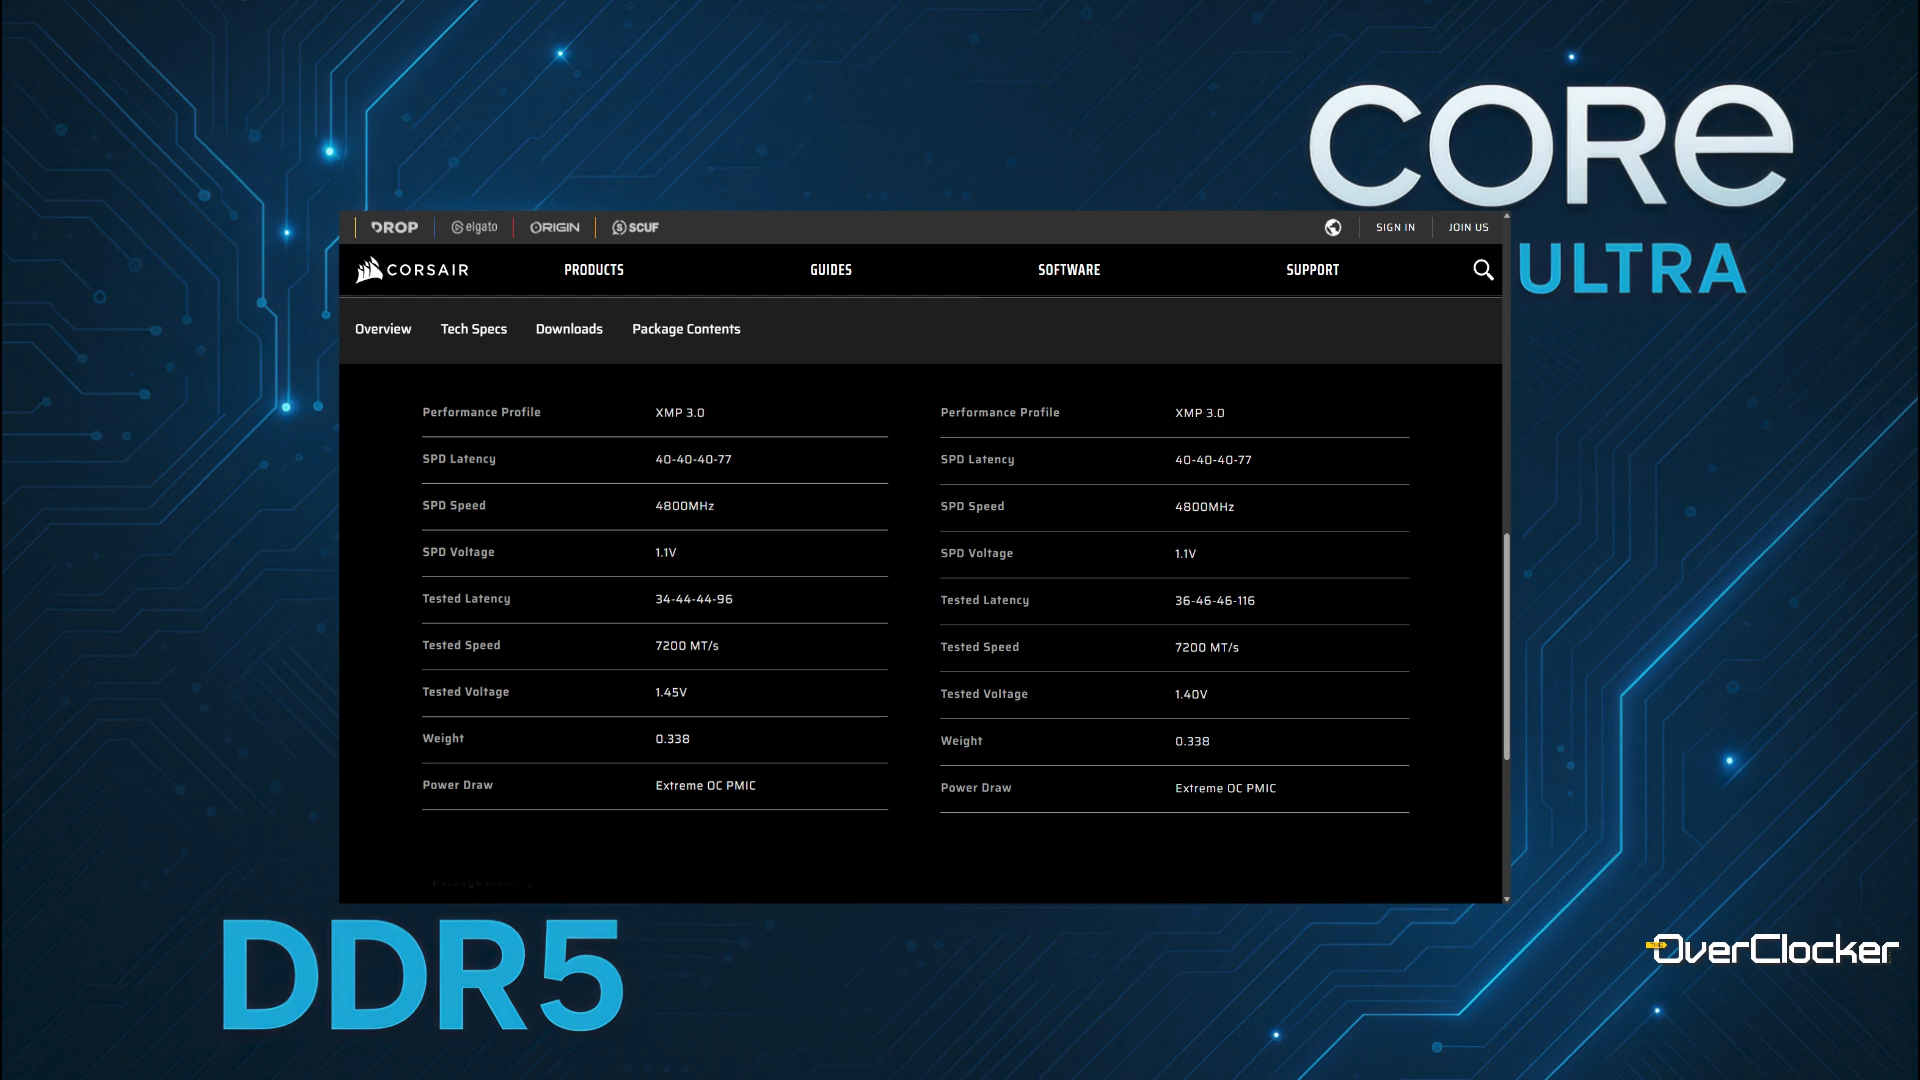 CORE
ULTRA
DROP elgato ORIGIN SCUF SIGN IN JOIN US
CORSAIR PRODUCTS GUIDES SOFTWARE SUPPORT
Overview Tech Specs Downloads Package Contents
Performance Profile XMP 3.0 Performance Profile XMP 3.0
SPD Latency 40-40-40-77 SPD Latency 40-40-40-77
SPD Speed 4800MHz SPD Speed 4800MHz
SPD Voltage 1.1V SPD Voltage 1.1V
Tested Latency 34-44-44-96 Tested Latency 36-46-46-116
Tested Speed 7200 MT/s Tested Speed 7200 MT/s
Tested Voltage 1.45V Tested Voltage 1.40V
Weight 0.338 Weight 0.338
Power Draw Extreme OC PMIC Power Draw Extreme OC PMIC
DDR5
OverClocker